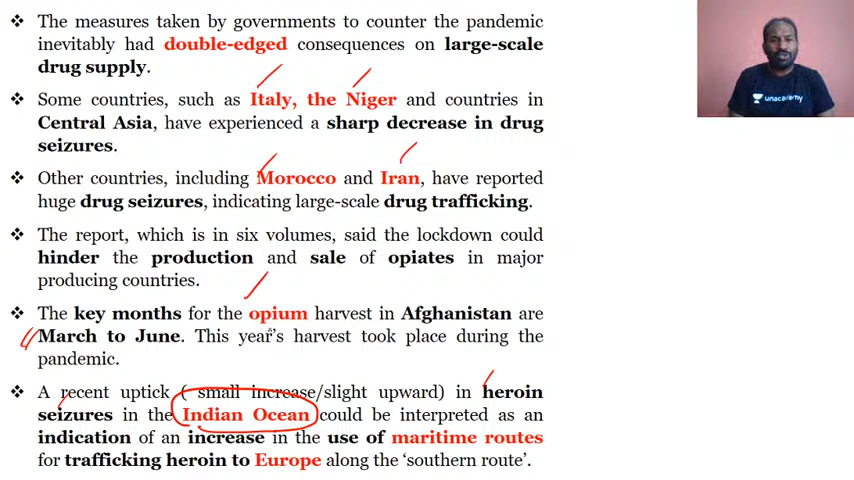 ❖ The measures taken by governments to counter the pandemic
inevitably had double-edged consequences on large-scale
drug supply.
❖ Some countries, such as Italy, the Niger and countries in
Central Asia, have experienced a sharp decrease in drug
seizures.
❖ Other countries, including Morocco and Iran, have reported
huge drug seizures, indicating large-scale drug trafficking.
❖ The report, which is in six volumes, said the lockdown could
hinder the production and sale of opiates in major
producing countries.
❖ The key months for the opium harvest in Afghanistan are
March to June. This year's harvest took place during the
pandemic.
❖ A recent uptick ( small increase/slight upward) in heroin
seizures in the Indian Ocean could be interpreted as an
indication of an increase in the use of maritime routes
for trafficking heroin to Europe along the 'southern route'.
unacademy